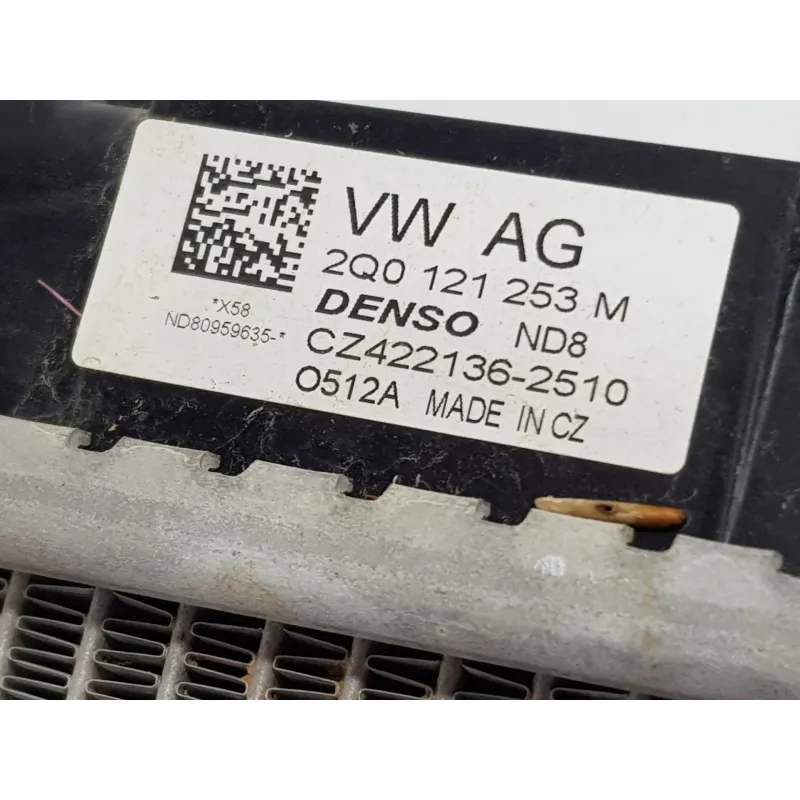 VW AG
2Q0 121 253 M
DENSO ND8
CZ422136-2510
O512A MADE IN CZ
*X58
ND80959635-*